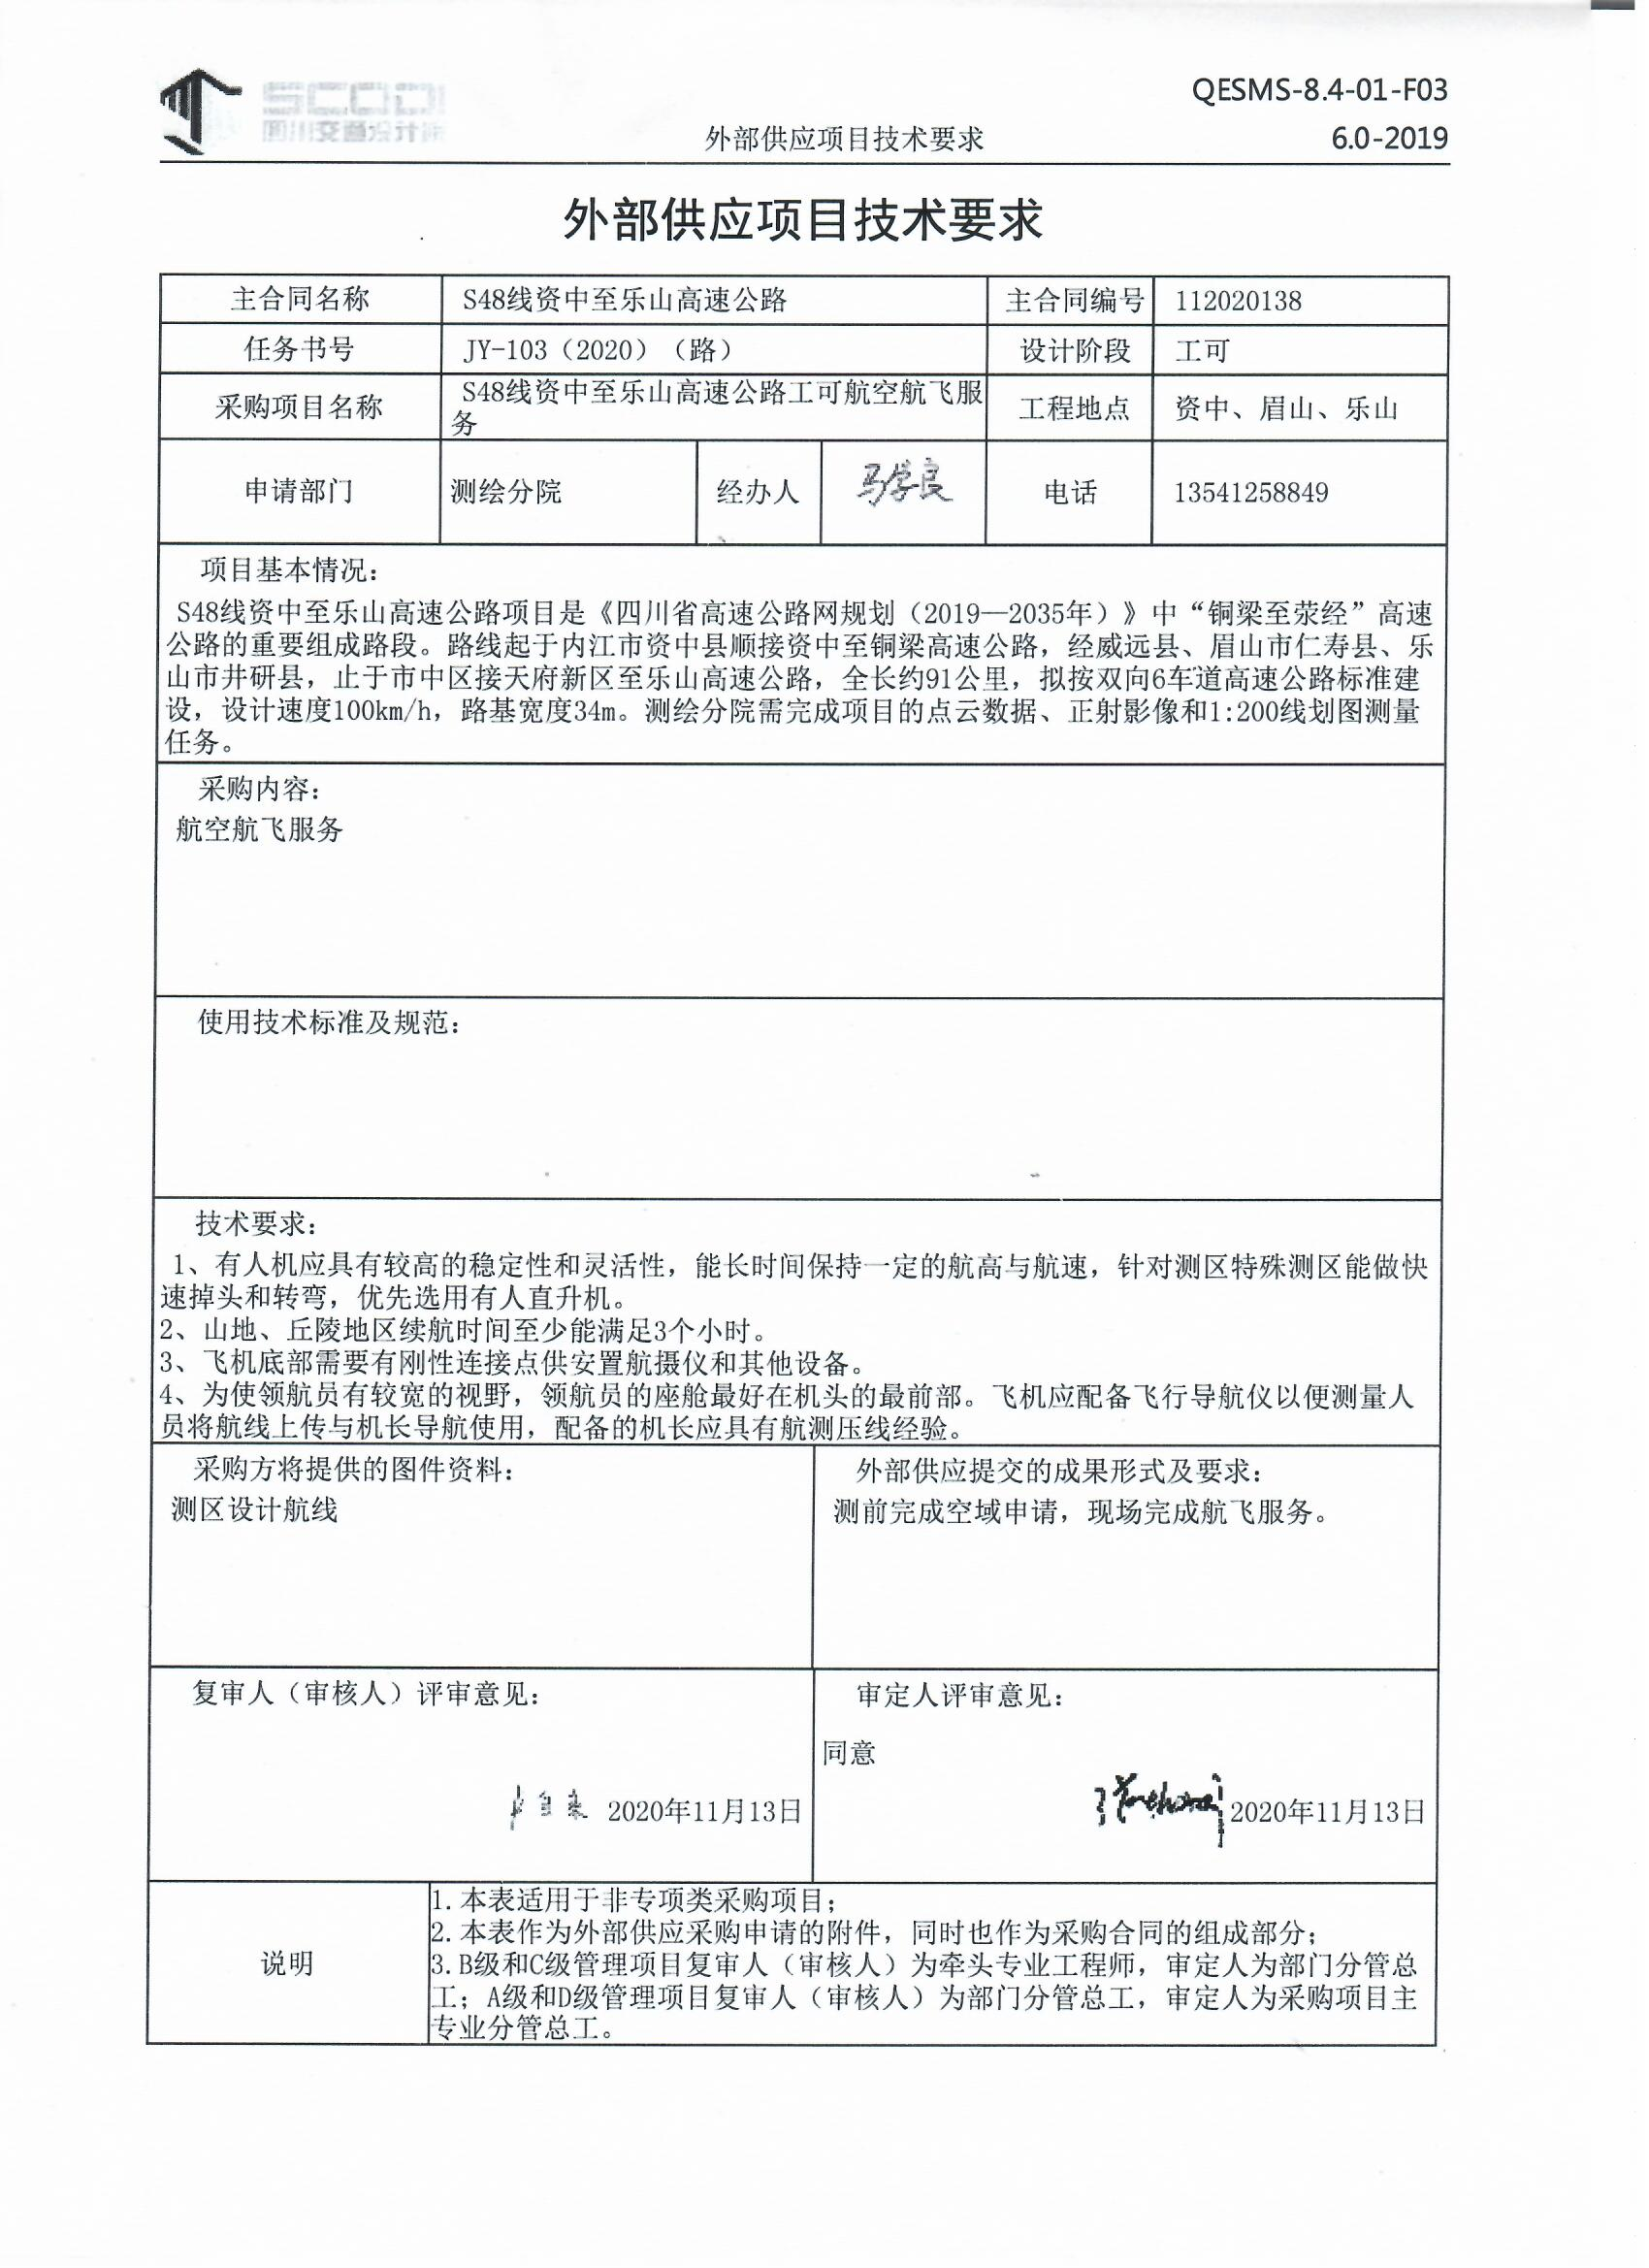 QESMS-8.4-01-F03
外部供应项目技术要求
6.0-2019
外部供应项目技术要求
主合同名称 S48线资中至乐山高速公路 主合同编号 112020138
任务书号 JY-103（2020）（路） 设计阶段 工可
采购项目名称 S48线资中至乐山高速公路工可航空航飞服
务 工程地点 资中、眉山、乐山
申请部门 测绘分院 经办人 马学良 电话 13541258849
项目基本情况：
S48线资中至乐山高速公路项目是《四川省高速公路网规划（2019—2035年）》中“铜梁至荥经”高速
公路的重要组成路段。路线起于内江市资中县顺接资中至铜梁高速公路，经威远县、眉山市仁寿县、乐
山市井研县，止于市中区接天府新区至乐山高速公路，全长约91公里，拟按双向6车道高速公路标准建
设，设计速度100km/h，路基宽度34m。测绘分院需完成项目的点云数据、正射影像和1:200线划图测量
任务。
采购内容：
航空航飞服务
使用技术标准及规范：
技术要求：
1、有人机应具有较高的稳定性和灵活性，能长时间保持一定的航高与航速，针对测区特殊测区能做快
速掉头和转弯，优先选用有人直升机。
2、山地、丘陵地区续航时间至少能满足3个小时。
3、飞机底部需要有刚性连接点供安置航摄仪和其他设备。
4、为使领航员有较宽的视野，领航员的座舱最好在机头的最前部。飞机应配备飞行导航仪以便测量人
员将航线上传与机长导航使用，配备的机长应具有航测压线经验。
采购方将提供的图件资料：
测区设计航线
外部供应提交的成果形式及要求：
测前完成空域申请，现场完成航飞服务。
复审人（审核人）评审意见：
2020年11月13日
审定人评审意见：
同意
2020年11月13日
说明
1.本表适用于非专项类采购项目；
2.本表作为外部供应采购申请的附件，同时也作为采购合同的组成部分；
3.B级和C级管理项目复审人（审核人）为牵头专业工程师，审定人为部门分管总
工；A级和D级管理项目复审人（审核人）为部门分管总工，审定人为采购项目主
专业分管总工。